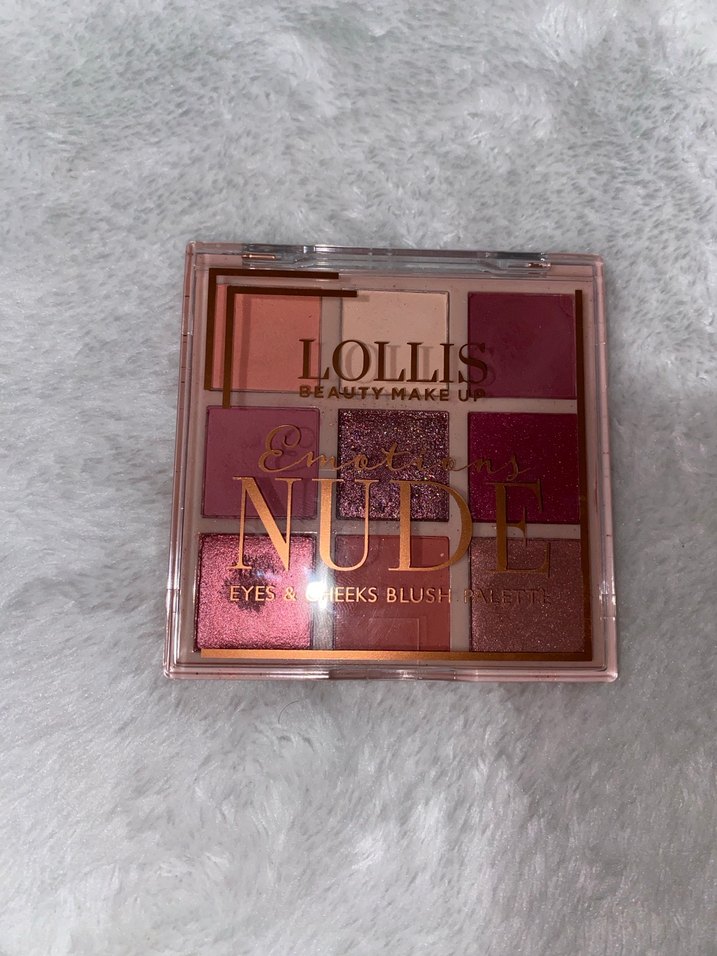 LOLLIS
BEAUTY MAKE UP
Emotions
NUDE
EYES & CHEEKS BLUSH PALETTE